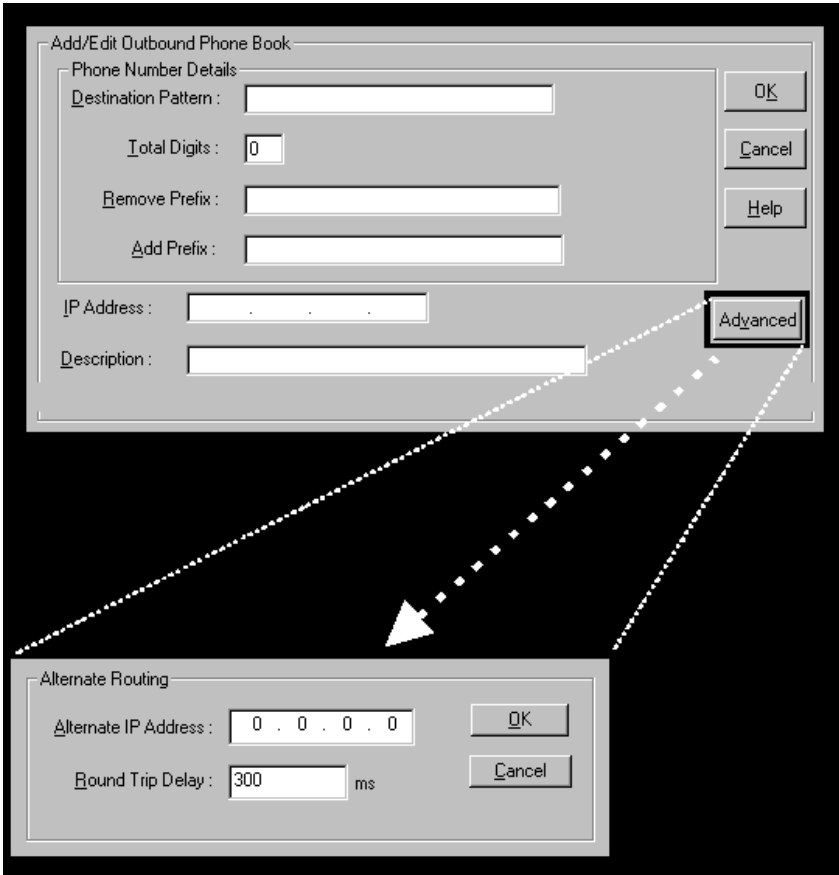 Add/Edit Outbound Phone Book
Phone Number Details
Destination Pattern :
OK
Total Digits : 0
Cancel
Remove Prefix :
Help
Add Prefix :
IP Address : . . .
Advanced
Description :
Alternate Routing
Alternate IP Address : 0 . 0 . 0 . 0
OK
Round Trip Delay : 300 ms
Cancel